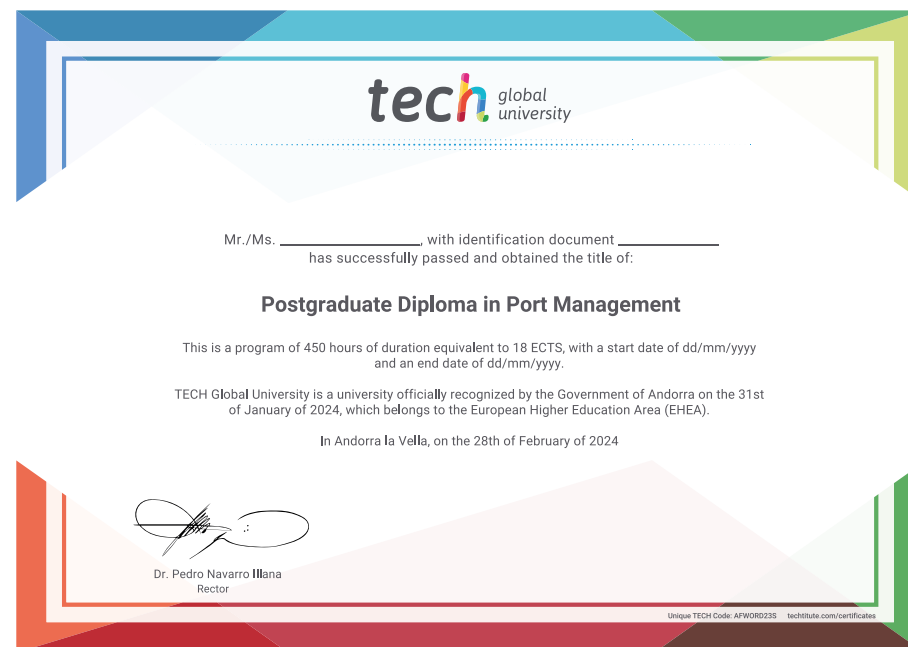 tech global university
Mr./Ms. ____________, with identification document ____________
has successfully passed and obtained the title of:
Postgraduate Diploma in Port Management
This is a program of 450 hours of duration equivalent to 18 ECTS, with a start date of dd/mm/yyyy
and an end date of dd/mm/yyyy.
TECH Global University is a university officially recognized by the Government of Andorra on the 31st
of January of 2024, which belongs to the European Higher Education Area (EHEA).
In Andorra la Vella, on the 28th of February of 2024
Dr. Pedro Navarro Illana
Rector
Unique TECH Code: AFWORD23S techtitute.com/certificates